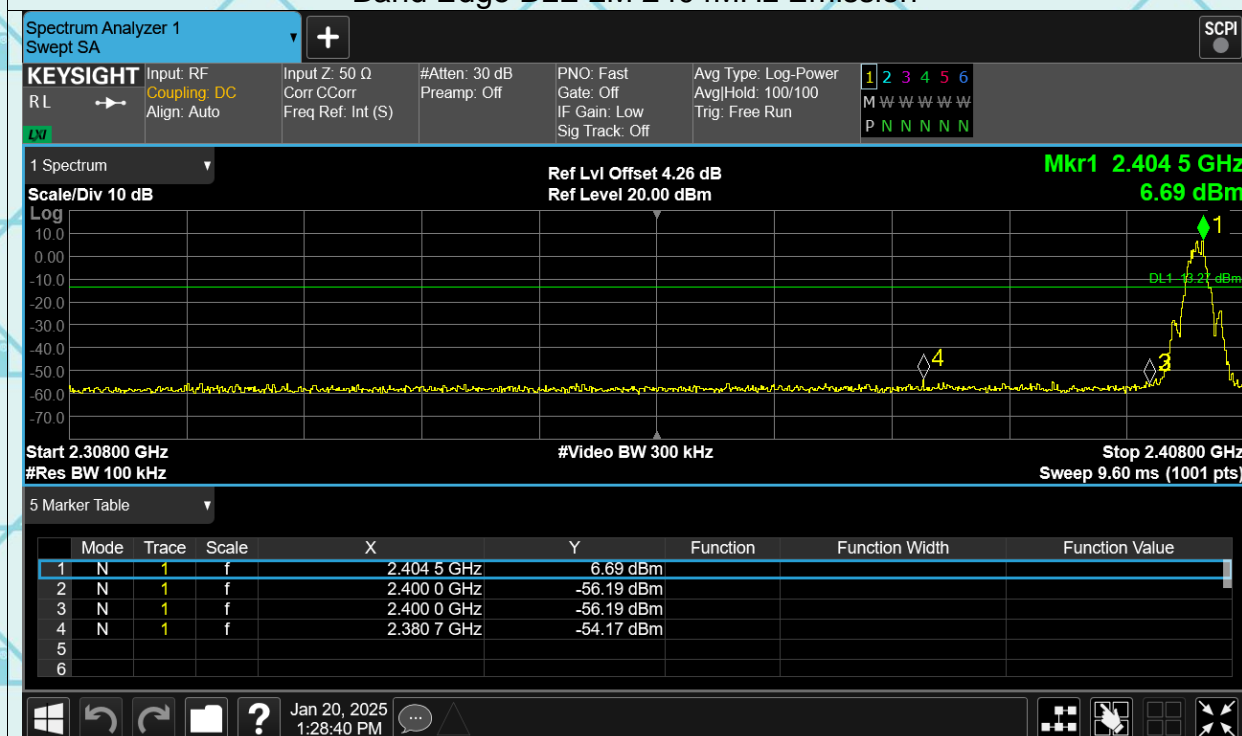 Spectrum Analyzer 1
Swept SA
+
SCPI
KEYSIGHT
RL
LXI
Input: RF
Coupling: DC
Align: Auto
Input Z: 50 Ω
Corr CCorr
Freq Ref: Int (S)
#Atten: 30 dB
Preamp: Off
PNO: Fast
Gate: Off
IF Gain: Low
Sig Track: Off
Avg Type: Log-Power
Avg|Hold: 100/100
Trig: Free Run
1 2 3 4 5 6
M W W W W W
P N N N N N
1 Spectrum
Scale/Div 10 dB
Ref Lvl Offset 4.26 dB
Ref Level 20.00 dBm
Mkr1 2.404 5 GHz
6.69 dBm
Log
10.0
0.00
-10.0
-20.0
-30.0
-40.0
-50.0
-60.0
-70.0
1
DL1 -13.27 dBm
4
3
Start 2.30800 GHz
#Res BW 100 kHz
#Video BW 300 kHz
Stop 2.40800 GHz
Sweep 9.60 ms (1001 pts)
5 Marker Table
Mode Trace Scale X Y Function Function Width Function Value
1 N 1 f 2.404 5 GHz 6.69 dBm
2 N 1 f 2.400 0 GHz -56.19 dBm
3 N 1 f 2.400 0 GHz -56.19 dBm
4 N 1 f 2.380 7 GHz -54.17 dBm
5
6
?
Jan 20, 2025
1:28:40 PM